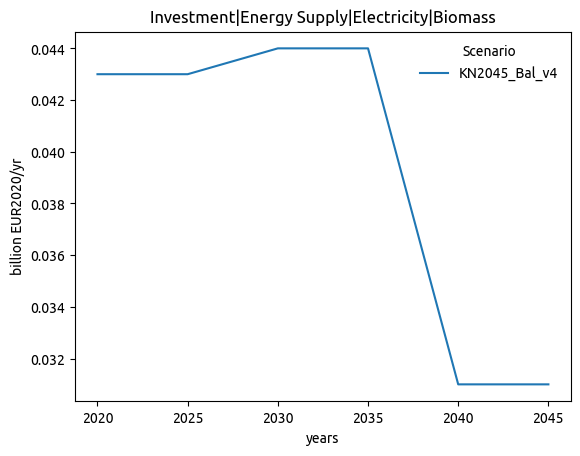 Investment|Energy Supply|Electricity|Biomass
0.044
0.042
0.040
0.038
0.036
0.034
0.032
billion EUR2020/yr
Scenario
KN2045_Bal_v4
2020 2025 2030 2035 2040 2045
years